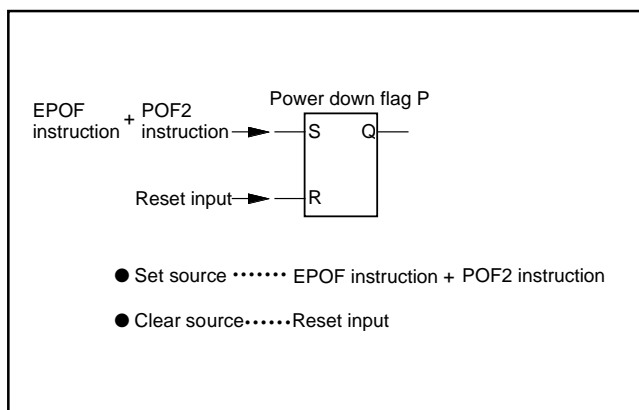 Power down flag P
EPOF instruction + POF2 instruction
S Q
Reset input R
● Set source ······· EPOF instruction + POF2 instruction
● Clear source ······ Reset input